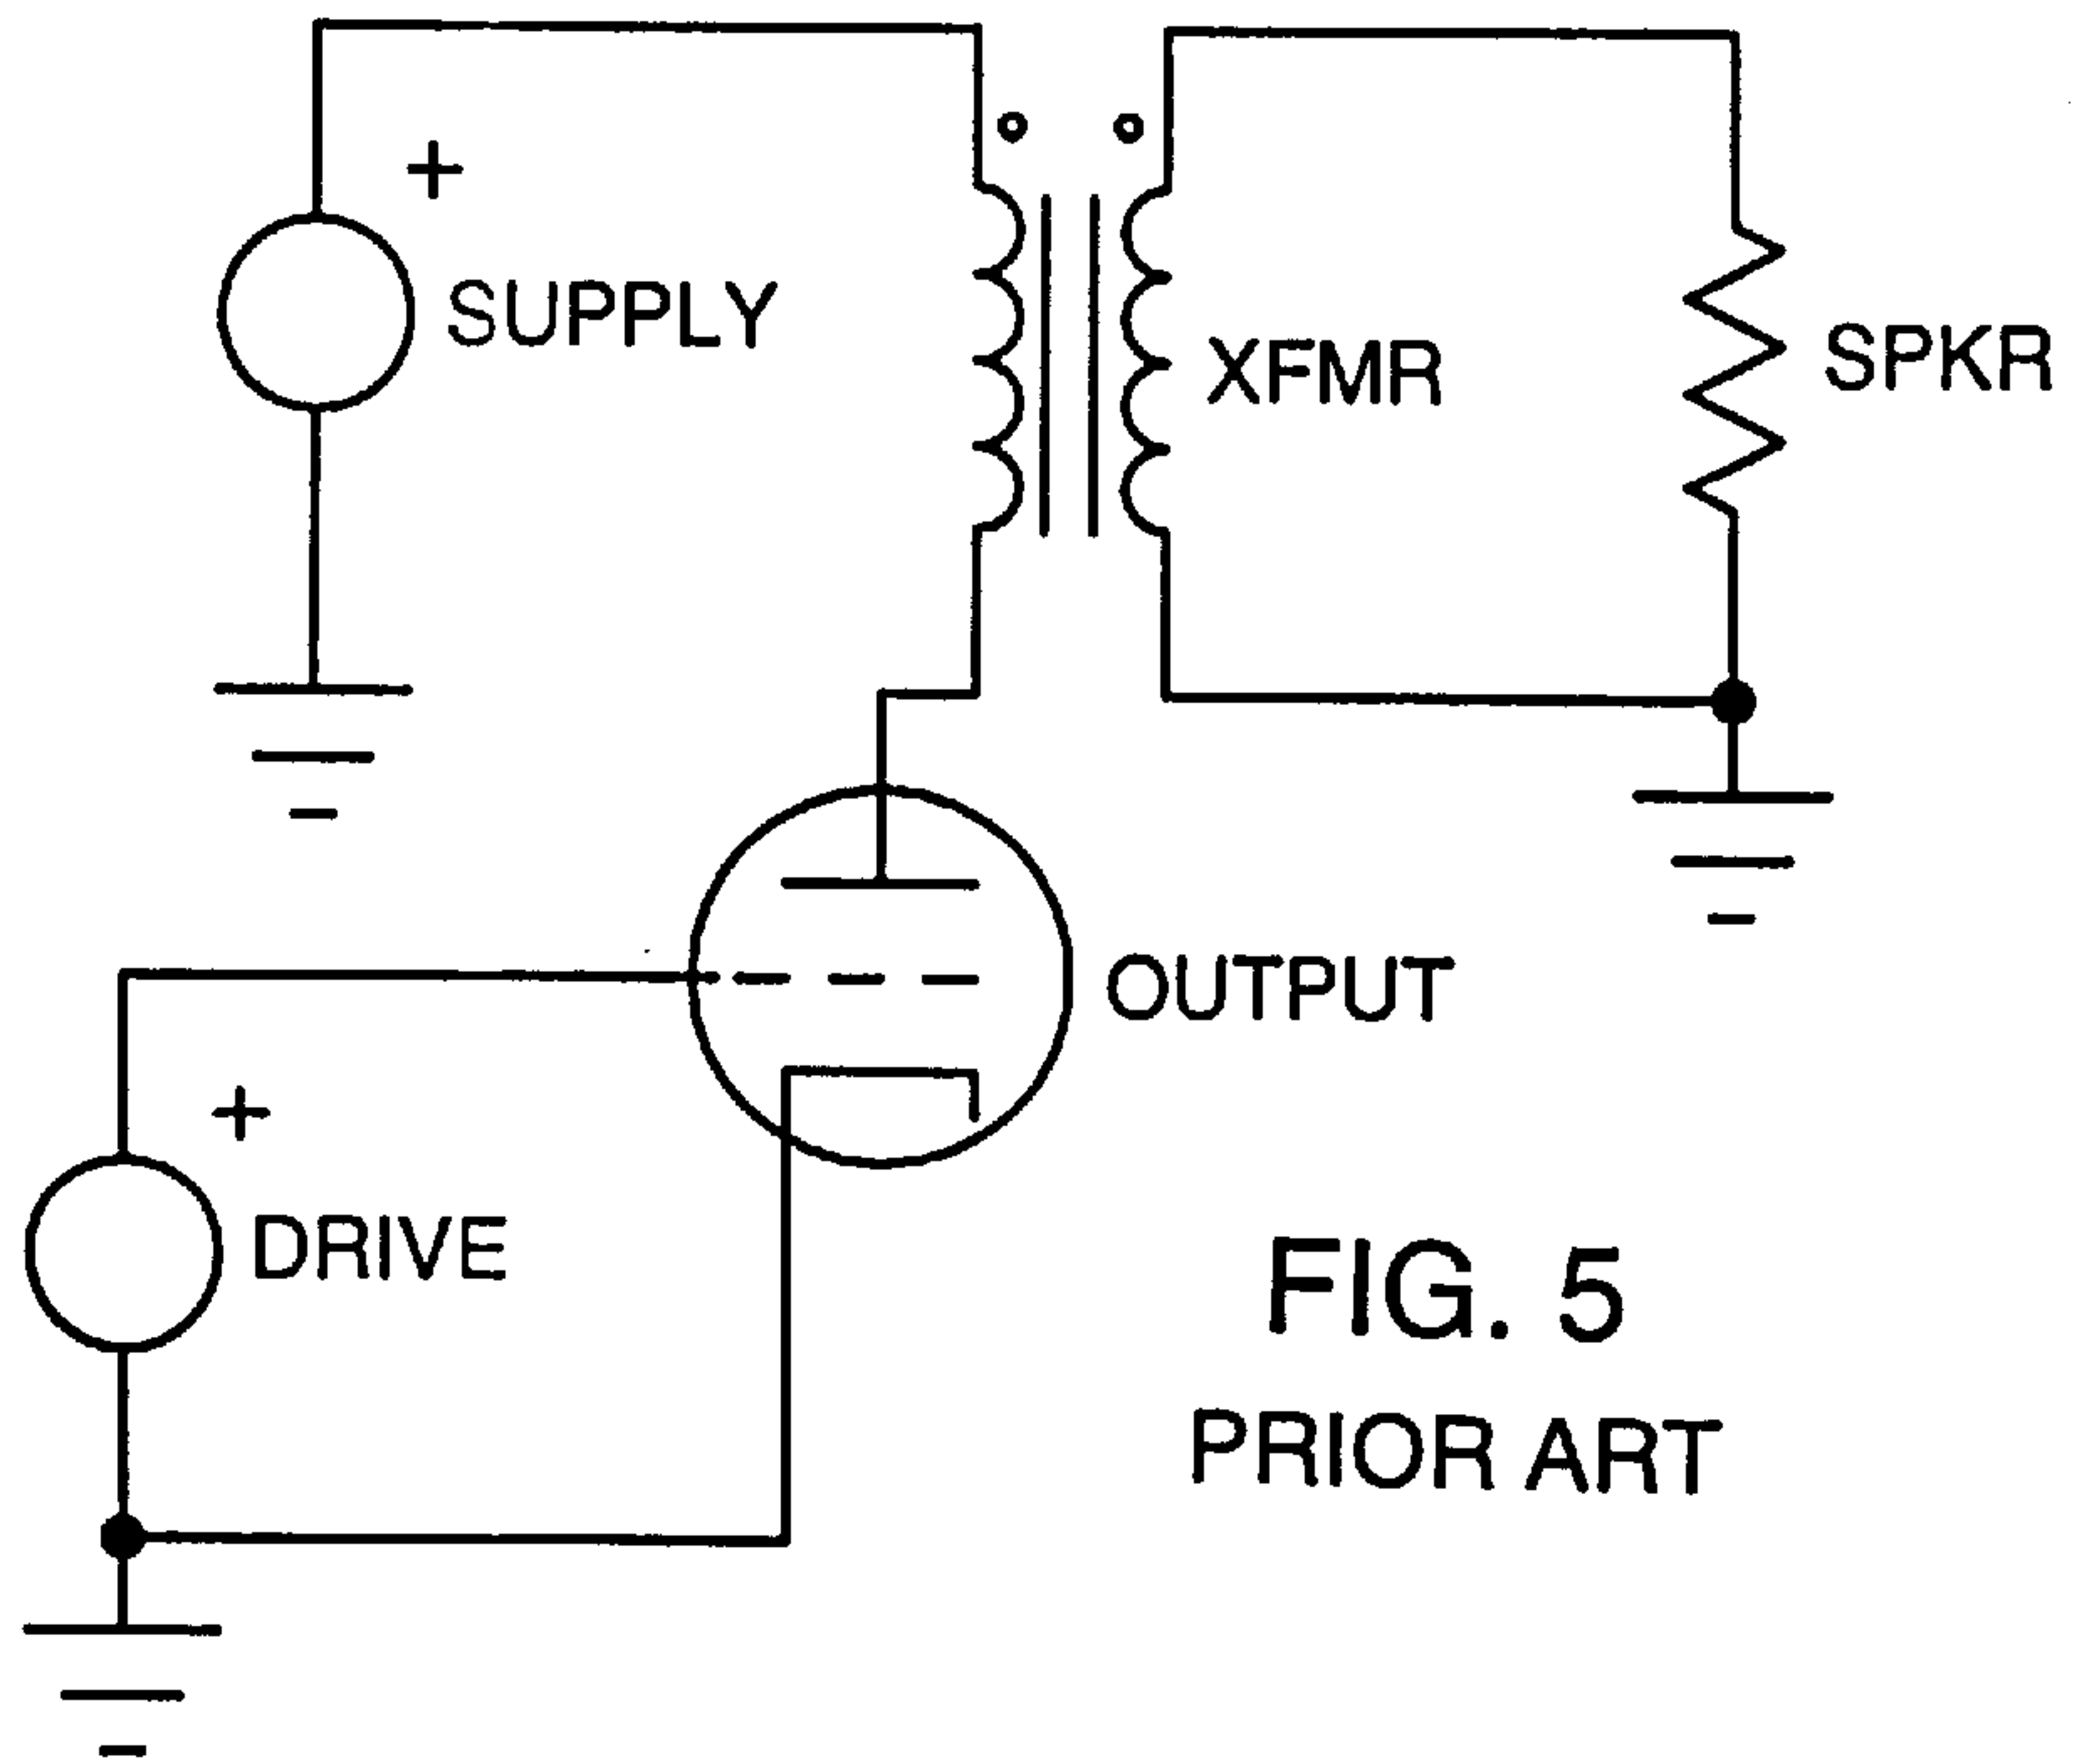 +
SUPPLY
XFMR
SPKR
OUTPUT
+
DRIVE
FIG. 5
PRIOR ART